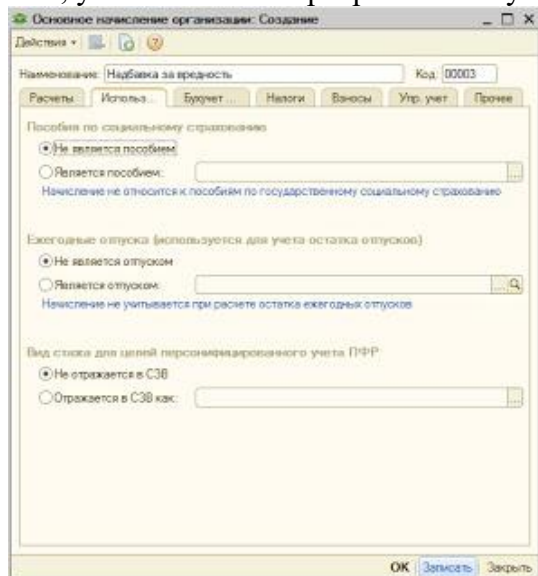 Основное начисление организации: Создание
Действия
Наименование: Надбавка за вредность Код: 00003
Расчеты Использ... Бухучет ... Налоги Взносы Упр. учет Прочее
Пособия по социальному страхованию
Не является пособием
Является пособием:
Начисление не относится к пособиям по государственному социальному страхованию
Ежегодные отпуска (используется для учета остатка отпусков)
Не является отпуском
Является отпуском:
Начисление не учитывается при расчете остатка ежегодных отпусков
Вид стажа для целей персонифицированного учета ПФР
Не отражается в СЗВ
Отражается в СЗВ как:
OK Записать Закрыть